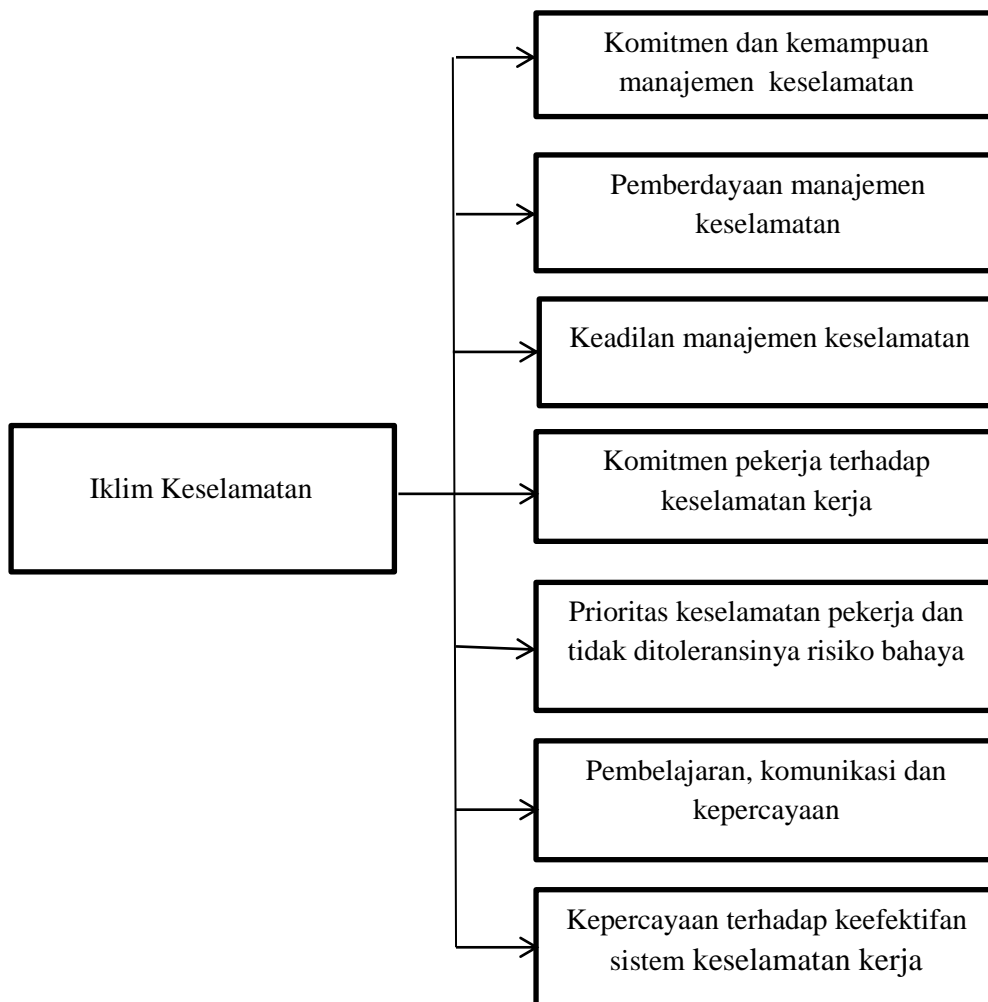 Komitmen dan kemampuan
manajemen keselamatan
Pemberdayaan manajemen
keselamatan
Keadilan manajemen keselamatan
Komitmen pekerja terhadap
keselamatan kerja
Iklim Keselamatan
Prioritas keselamatan pekerja dan
tidak ditoleransinya risiko bahaya
Pembelajaran, komunikasi dan
kepercayaan
Kepercayaan terhadap keefektifan
sistem keselamatan kerja